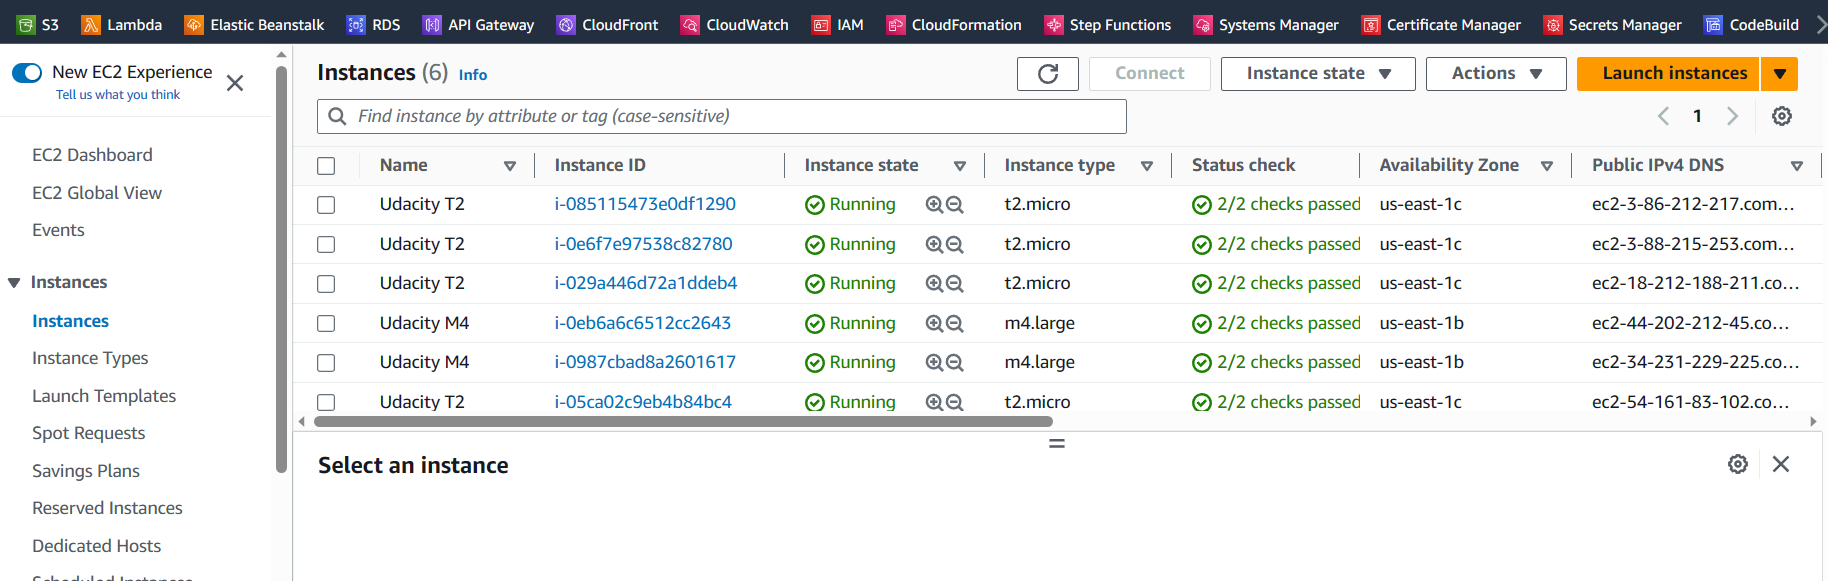 S3 Lambda Elastic Beanstalk RDS API Gateway CloudFront CloudWatch IAM CloudFormation Step Functions Systems Manager Certificate Manager Secrets Manager CodeBuild
New EC2 Experience
Tell us what you think
EC2 Dashboard
EC2 Global View
Events
Instances
Instances
Instance Types
Launch Templates
Spot Requests
Savings Plans
Reserved Instances
Dedicated Hosts
Scheduled Instances
Instances (6) Info
Connect Instance state Actions Launch instances
Find instance by attribute or tag (case-sensitive)
1
Name Instance ID Instance state Instance type Status check Availability Zone Public IPv4 DNS
Udacity T2 i-085115473e0df1290 Running t2.micro 2/2 checks passed us-east-1c ec2-3-86-212-217.com...
Udacity T2 i-0e6f7e97538c82780 Running t2.micro 2/2 checks passed us-east-1c ec2-3-88-215-253.com...
Udacity T2 i-029a446d72a1ddeb4 Running t2.micro 2/2 checks passed us-east-1c ec2-18-212-188-211.co...
Udacity M4 i-0eb6a6c6512cc2643 Running m4.large 2/2 checks passed us-east-1b ec2-44-202-212-45.co...
Udacity M4 i-0987cbad8a2601617 Running m4.large 2/2 checks passed us-east-1b ec2-34-231-229-225.co...
Udacity T2 i-05ca02c9eb4b84bc4 Running t2.micro 2/2 checks passed us-east-1c ec2-54-161-83-102.co...
Select an instance